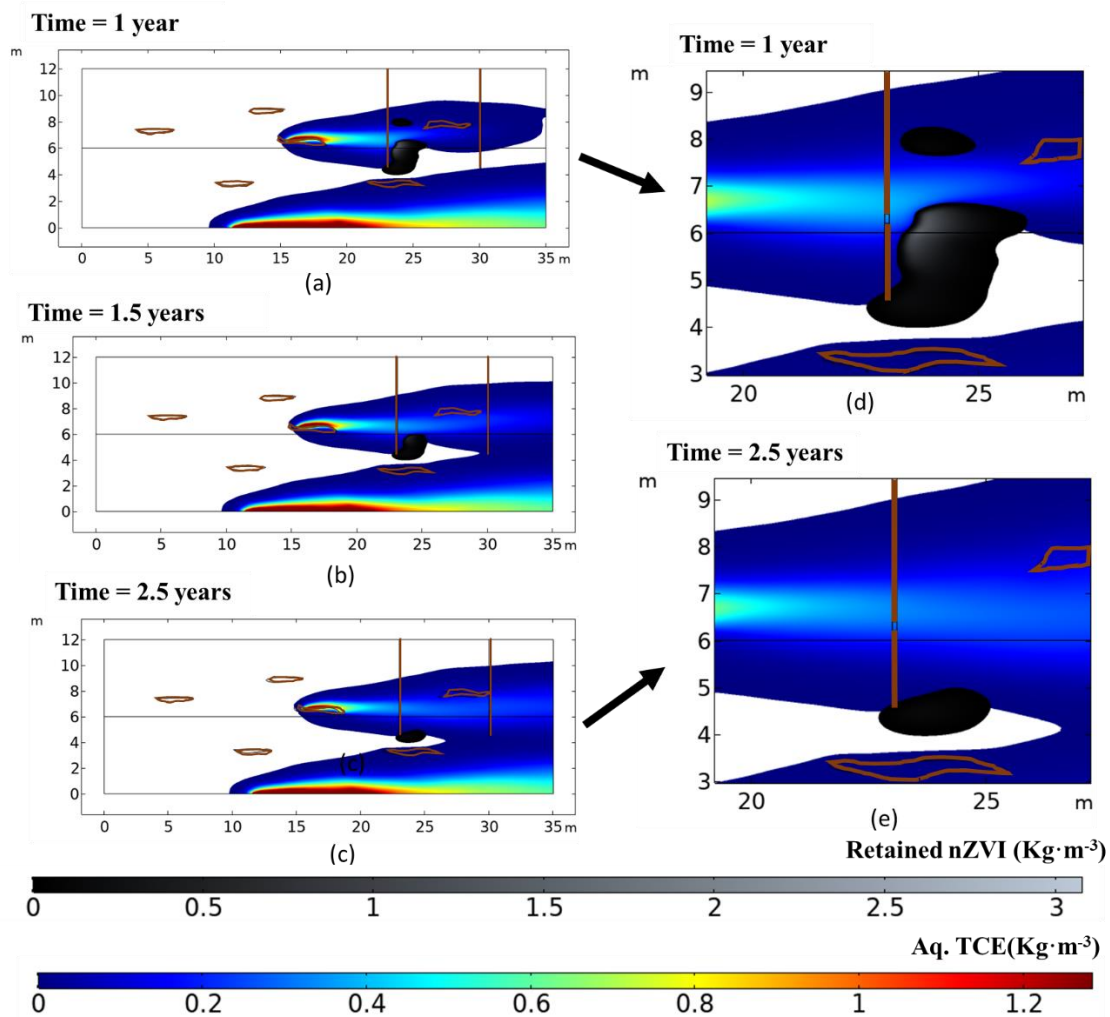 Time = 1 year
m
12
10
8
6
4
2
0
0 5 10 15 20 25 30 35 m
(a)
Time = 1.5 years
m
12
10
8
6
4
2
0
0 5 10 15 20 25 30 35 m
(b)
Time = 2.5 years
m
12
10
8
6
4
2
0
(c)
0 5 10 15 20 25 30 35 m
(c)
Time = 1 year
m
9
8
7
6
5
4
3
20 25 m
(d)
Time = 2.5 years
m
9
8
7
6
5
4
3
20 25 m
(e)
Retained nZVI (Kg·m-3)
0 0.5 1 1.5 2 2.5 3
Aq. TCE(Kg·m-3)
0 0.2 0.4 0.6 0.8 1 1.2